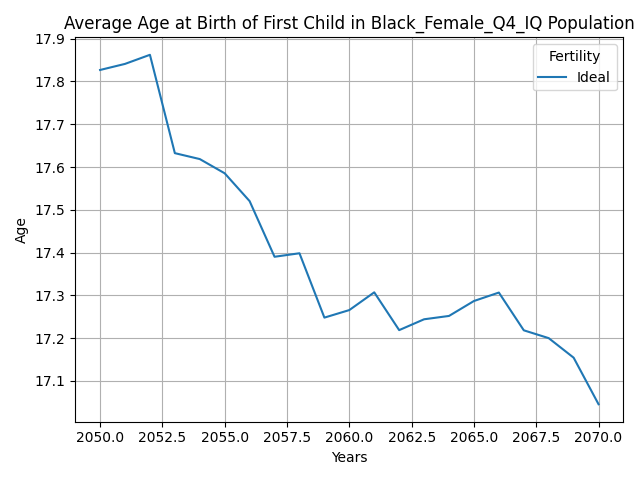 Average Age at Birth of First Child in Black_Female_Q4_IQ Population
Fertility
Ideal
Age
17.9
17.8
17.7
17.6
17.5
17.4
17.3
17.2
17.1
2050.0 2052.5 2055.0 2057.5 2060.0 2062.5 2065.0 2067.5 2070.0
Years